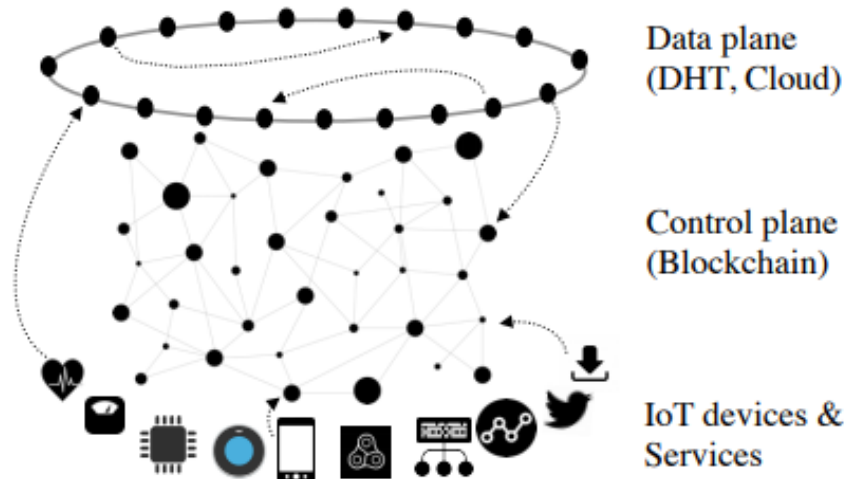 Data plane
(DHT, Cloud)
Control plane
(Blockchain)
IoT devices &
Services